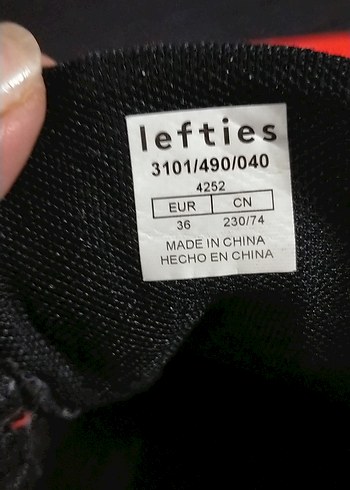 lefties
3101/490/040
4252
EUR CN
36 230/74
MADE IN CHINA
HECHO EN CHINA